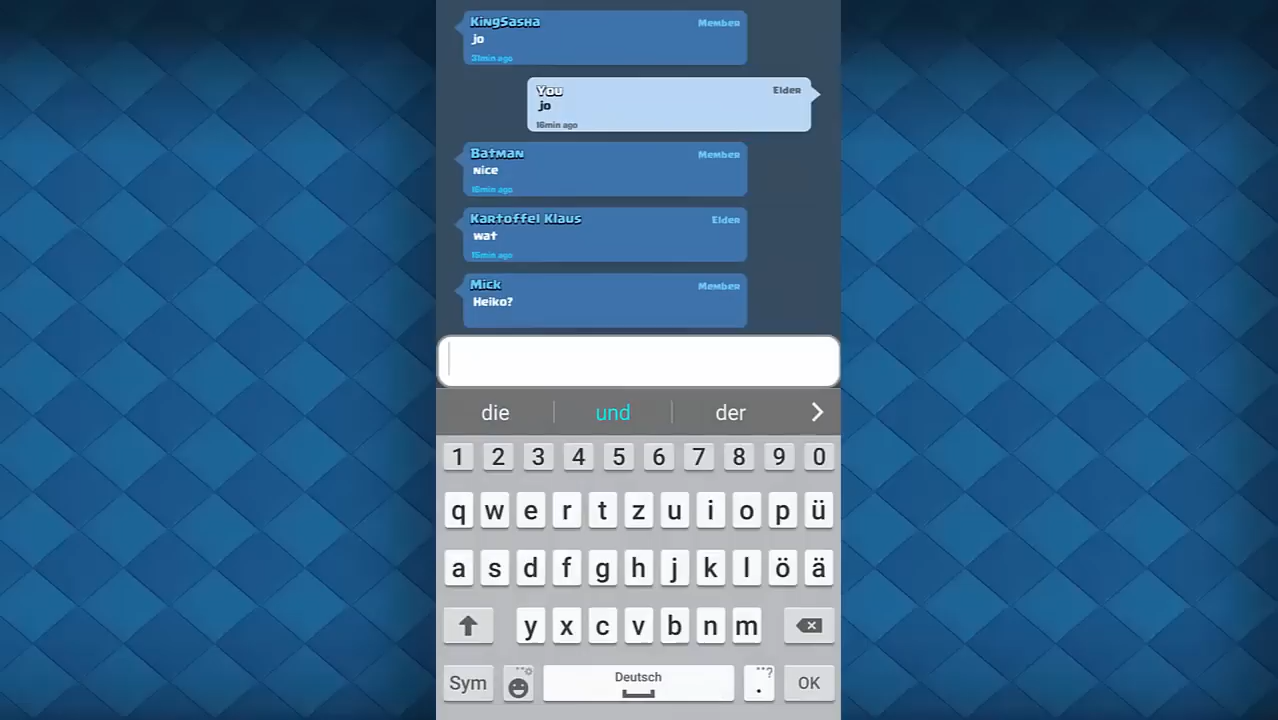 KingSasha Member
jo
31min ago
You Elder
jo
16min ago
Batman Member
nice
Kartoffel Klaus Elder
wat
15min ago
Mick Member
Heiko?
die und der
1 2 3 4 5 6 7 8 9 0
q w e r t z u i o p ü
a s d f g h j k l ö ä
y x c v b n m
Deutsch
Sym . OK